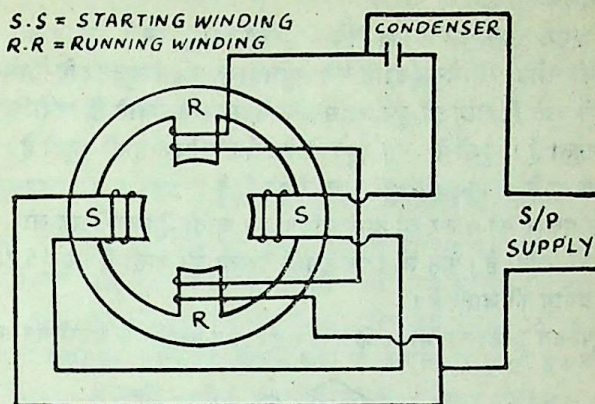 S.S = STARTING WINDING
R.R = RUNNING WINDING
CONDENSER
R
S
S
R
S/P
SUPPLY